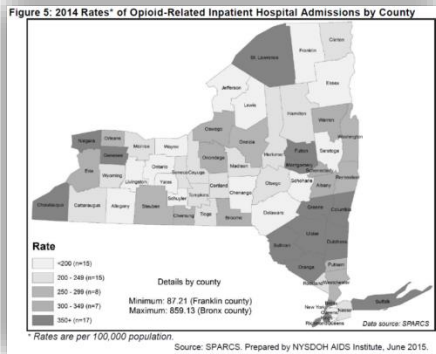 Figure 5: 2014 Rates* of Opioid-Related Inpatient Hospital Admissions by County
Clinton
Franklin
St. Lawrence
Jefferson
Essex
Lewis
Hamilton
Warren
Washington
Oswego
Oneida
Herkimer
Fulton
Saratoga
Niagara
Orleans
Monroe
Wayne
Genesee
Onondaga
Madison
Montgomery
Schenectady
Rensselaer
Erie
Wyoming
Livingston
Ontario
Yates
Seneca
Cayuga
Cortland
Chenango
Otsego
Schoharie
Albany
Chautauqua
Cattaraugus
Allegany
Steuben
Schuyler
Tompkins
Chemung
Tioga
Broome
Delaware
Greene
Columbia
Ulster
Dutchess
Sullivan
Orange
Putnam
Rockland
Westchester
New York
Queens
Nassau
Suffolk
Rate
<200 (n=15)
200 - 249 (n=15)
250 - 299 (n=8)
300 - 349 (n=7)
350+ (n=17)
Details by county
Minimum: 87.21 (Franklin county)
Maximum: 859.13 (Bronx county)
Data source: SPARCS
* Rates are per 100,000 population.
Source: SPARCS. Prepared by NYSDOH AIDS Institute, June 2015.